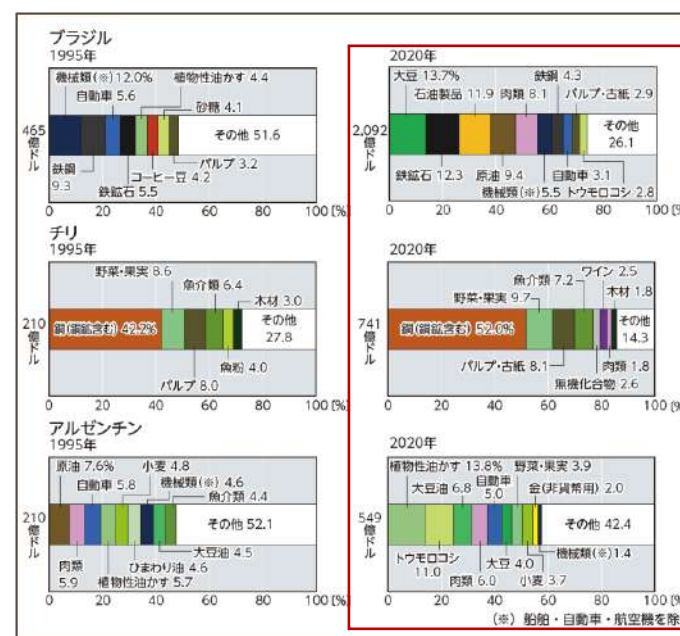 ブラジル
1995年
機械類(※)12.0%
植物性油かす 4.4
自動車 5.6
砂糖 4.1
465億ドル
その他 51.6
鉄鋼 9.3
鉄鉱石 5.5
コーヒー豆 4.2
パルプ 3.2
0 20 40 60 80 100 [%]
2020年
大豆 13.7%
鉄鋼 4.3
石油製品 11.9
肉類 8.1
パルプ・古紙 2.9
2,092億ドル
その他 26.1
鉄鉱石 12.3
原油 9.4
自動車 3.1
機械類(※)5.5
トウモロコシ 2.8
0 20 40 60 80 100 [%
チリ
1995年
野菜・果実 8.6
魚介類 6.4
木材 3.0
210億ドル
銅(銅鉱含む) 42.2%
その他 27.8
パルプ 8.0
魚粉 4.0
0 20 40 60 80 100 [%]
2020年
ワイン 2.5
魚介類 7.2
木材 1.8
野菜・果実 9.7
741億ドル
銅(銅鉱含む) 52.0%
その他 14.3
パルプ・古紙 8.1
肉類 1.8
無機化合物 2.6
0 20 40 60 80 100 [%
アルゼンチン
1995年
原油 7.6%
小麦 4.8
自動車 5.8
機械類(※) 4.6
魚介類 4.4
210億ドル
その他 52.1
肉類 5.9
植物性油かす 5.7
ひまわり油 4.6
大豆油 4.5
0 20 40 60 80 100 [%]
2020年
植物性油かす 13.8%
野菜・果実 3.9
大豆油 6.8
自動車 5.0
金(非貨幣用) 2.0
549億ドル
その他 42.4
トウモロコシ 11.0
肉類 6.0
大豆 4.0
小麦 3.7
機械類(※)1.4
0 20 40 60 80 100 [%
(※) 船舶・自動車・航空機を除